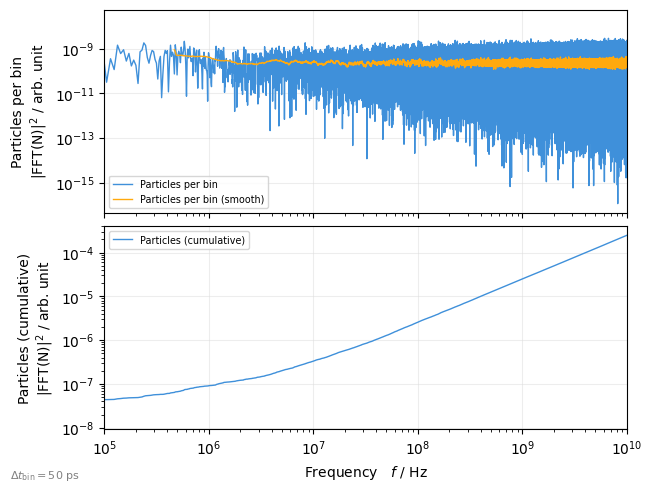 Particles per bin
|FFT(N)|² / arb. unit
10⁻⁹
10⁻¹¹
10⁻¹³
10⁻¹⁵
Particles per bin
Particles per bin (smooth)
Particles (cumulative)
|FFT(N)|² / arb. unit
10⁻⁴
10⁻⁵
10⁻⁶
10⁻⁷
10⁻⁸
Particles (cumulative)
10⁵ 10⁶ 10⁷ 10⁸ 10⁹ 10¹⁰
Frequency f / Hz
Δt_bin = 50 ps